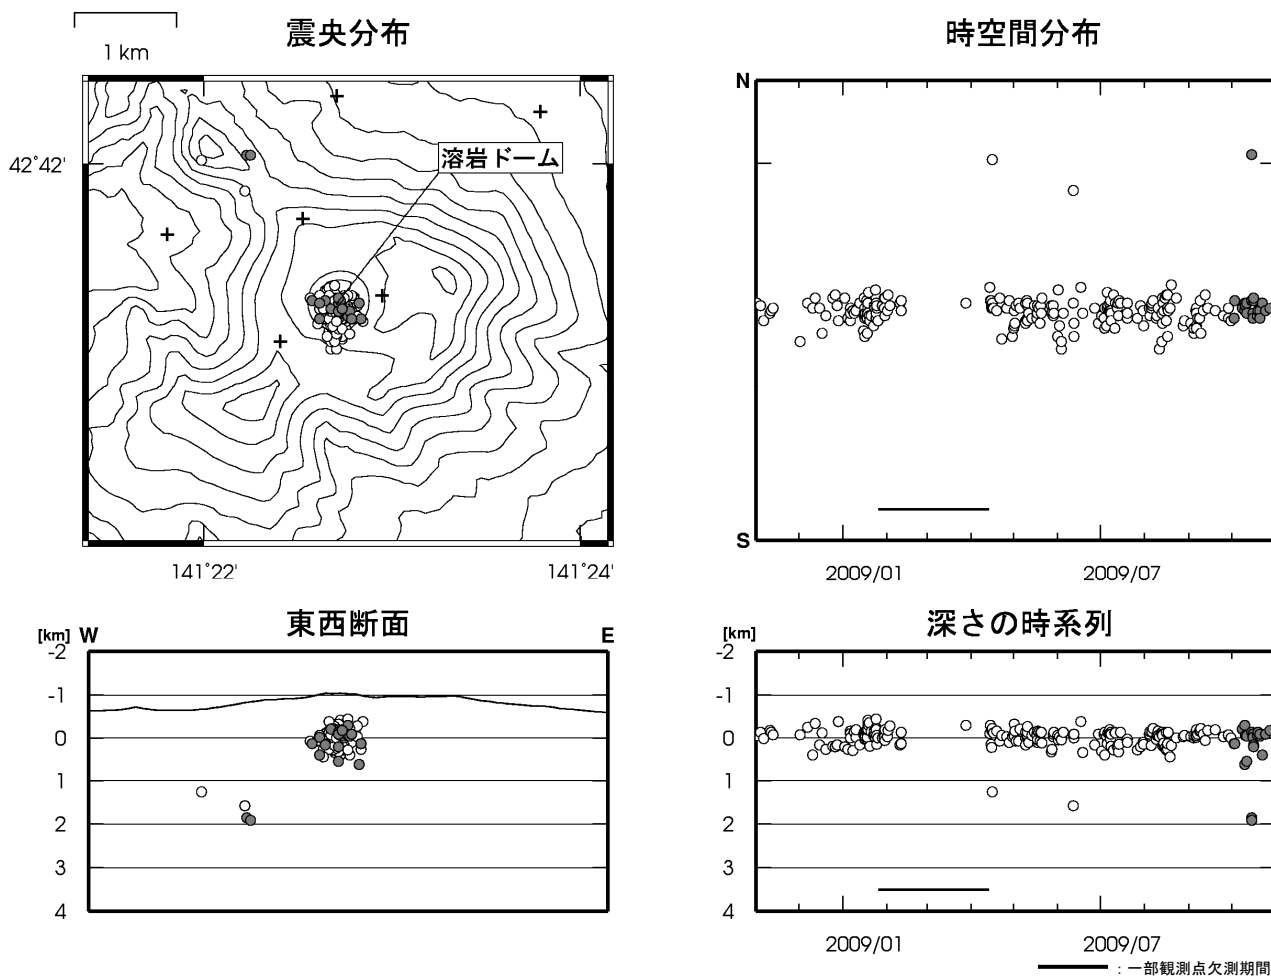 震央分布
1 km
42°42'
溶岩ドーム
141°22'
141°24'
時空間分布
N
S
2009/01
2009/07
東西断面
[km]
W
E
-2
-1
0
1
2
3
4
深さの時系列
[km]
-2
-1
0
1
2
3
4
2009/01
2009/07
：一部観測点欠測期間